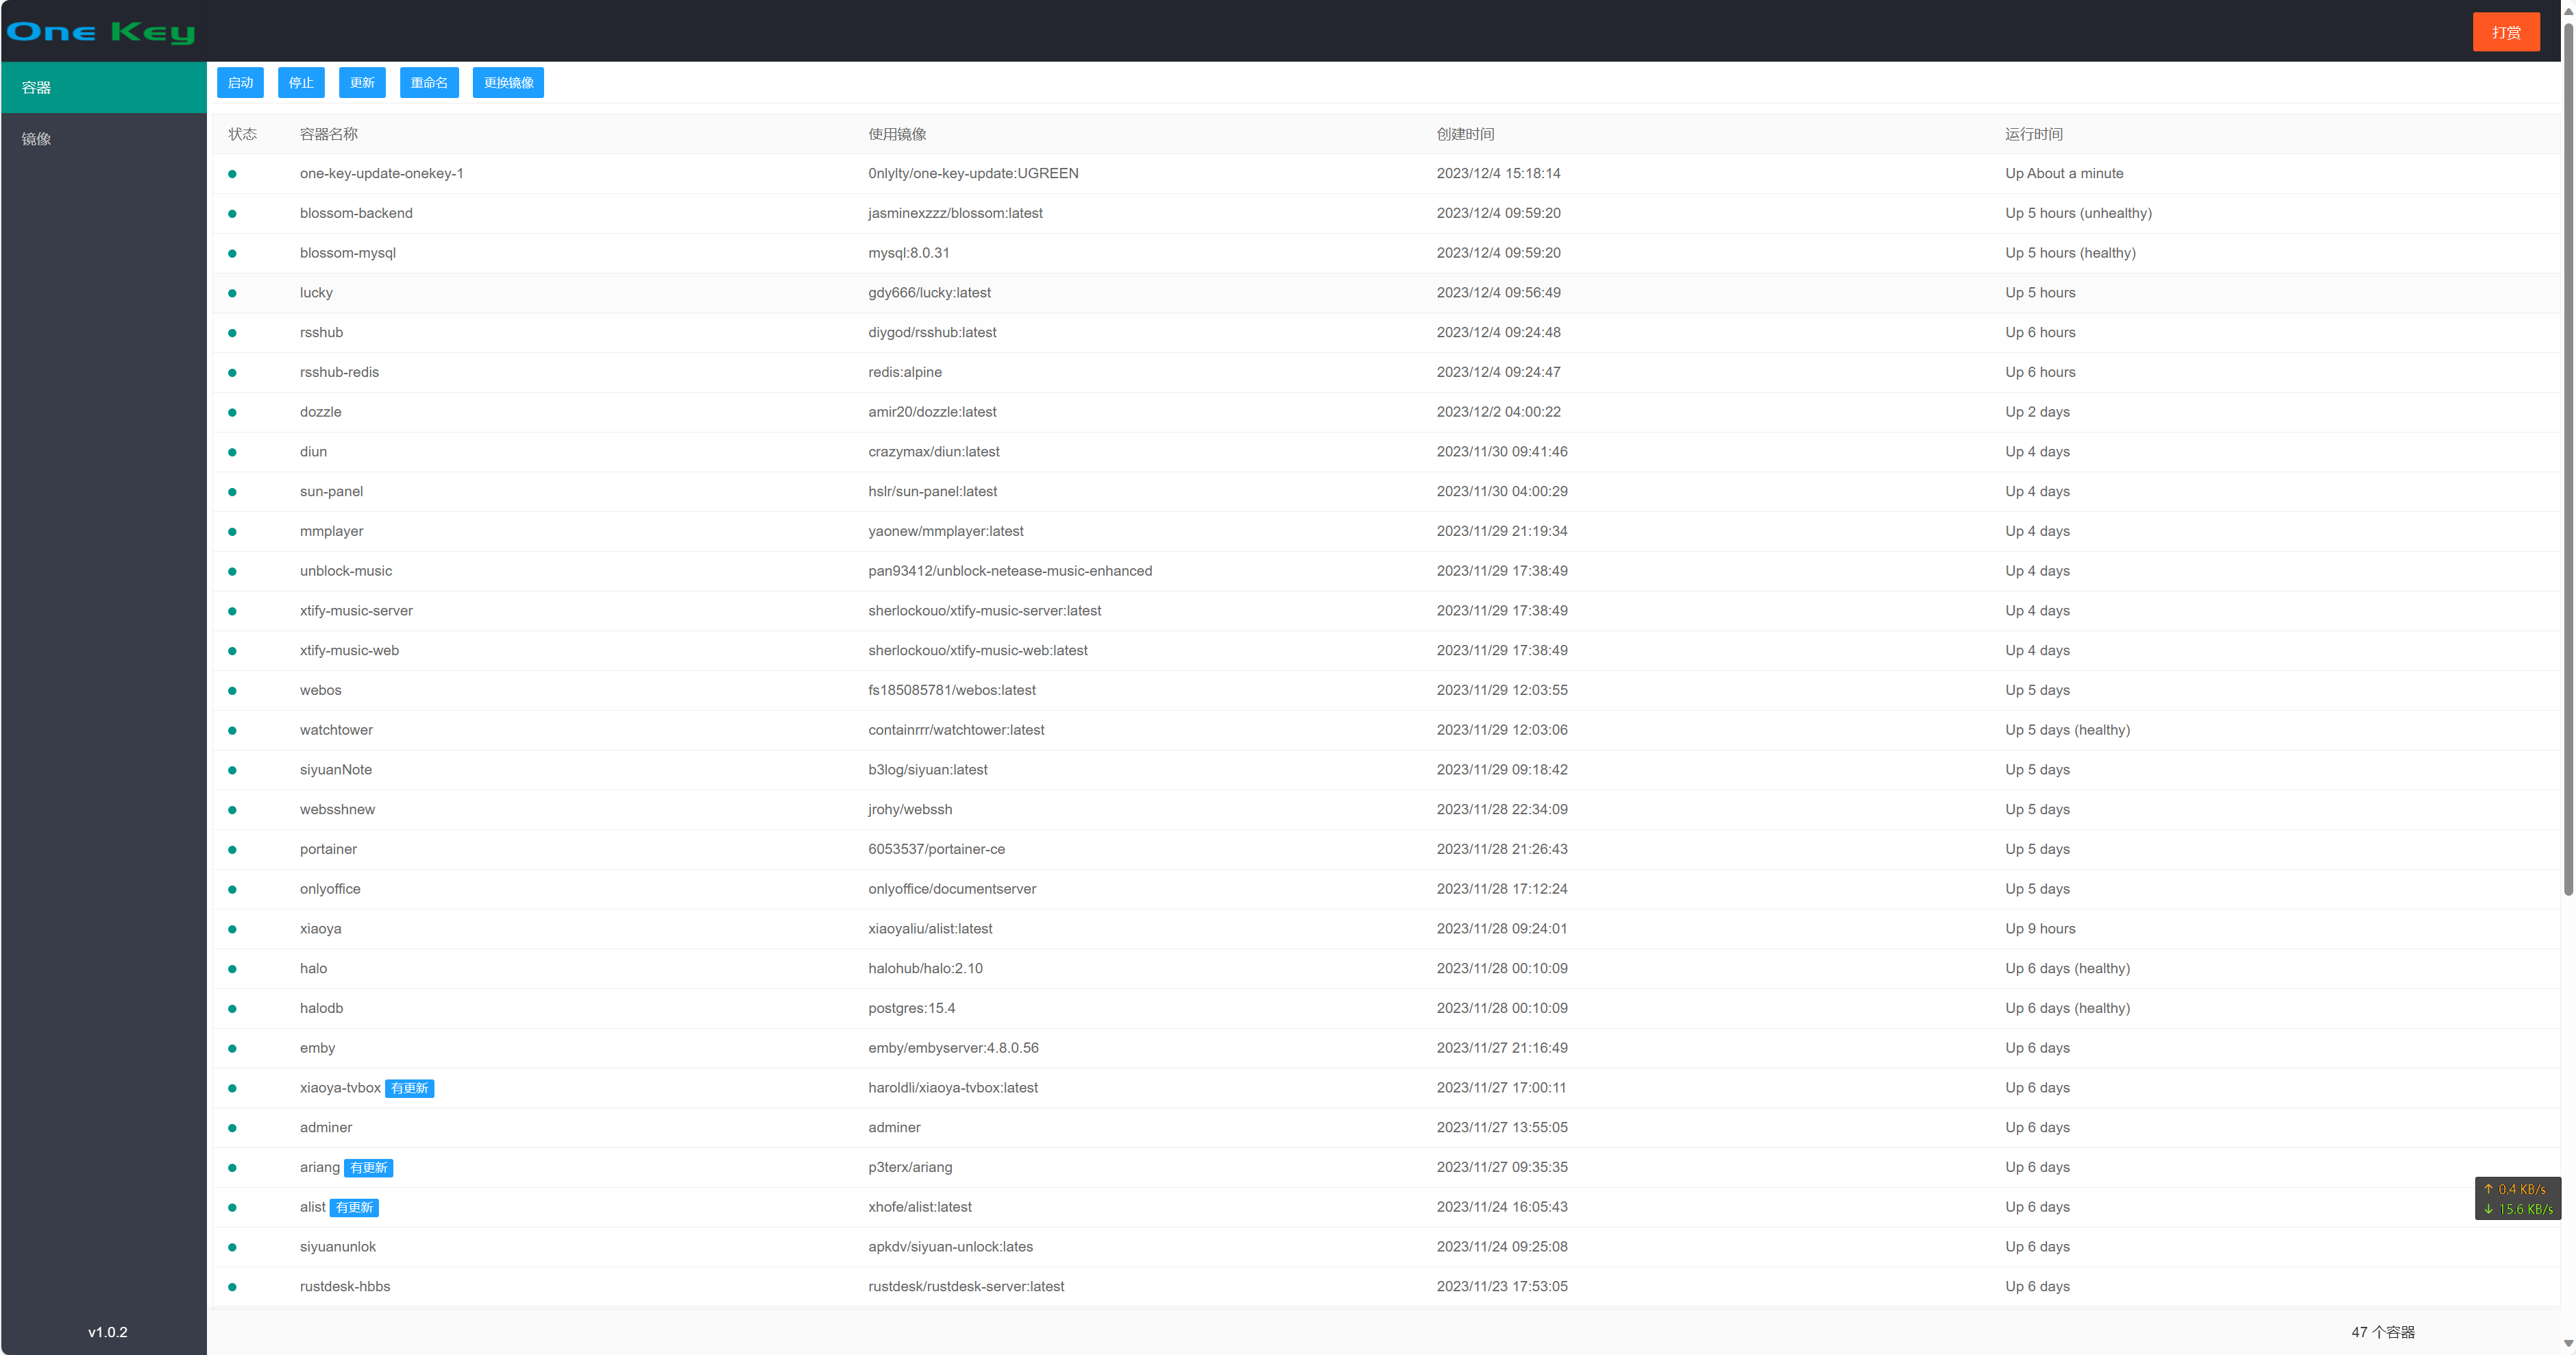 One Key
打赏
容器
镜像
启动 停止 更新 重命名 更换镜像
状态 容器名称 使用镜像 创建时间 运行时间
one-key-update-onekey-1 0nlylty/one-key-update:UGREEN 2023/12/4 15:18:14 Up About a minute
blossom-backend jasminexzzz/blossom:latest 2023/12/4 09:59:20 Up 5 hours (unhealthy)
blossom-mysql mysql:8.0.31 2023/12/4 09:59:20 Up 5 hours (healthy)
lucky gdy666/lucky:latest 2023/12/4 09:56:49 Up 5 hours
rsshub diygod/rsshub:latest 2023/12/4 09:24:48 Up 6 hours
rsshub-redis redis:alpine 2023/12/4 09:24:47 Up 6 hours
dozzle amir20/dozzle:latest 2023/12/2 04:00:22 Up 2 days
diun crazymax/diun:latest 2023/11/30 09:41:46 Up 4 days
sun-panel hslr/sun-panel:latest 2023/11/30 04:00:29 Up 4 days
mmplayer yaonew/mmplayer:latest 2023/11/29 21:19:34 Up 4 days
unblock-music pan93412/unblock-netease-music-enhanced 2023/11/29 17:38:49 Up 4 days
xtify-music-server sherlockouo/xtify-music-server:latest 2023/11/29 17:38:49 Up 4 days
xtify-music-web sherlockouo/xtify-music-web:latest 2023/11/29 17:38:49 Up 4 days
webos fs185085781/webos:latest 2023/11/29 12:03:55 Up 5 days
watchtower containrrr/watchtower:latest 2023/11/29 12:03:06 Up 5 days (healthy)
siyuanNote b3log/siyuan:latest 2023/11/29 09:18:42 Up 5 days
websshnew jrohy/webssh 2023/11/28 22:34:09 Up 5 days
portainer 6053537/portainer-ce 2023/11/28 21:26:43 Up 5 days
onlyoffice onlyoffice/documentserver 2023/11/28 17:12:24 Up 5 days
xiaoya xiaoyaliu/alist:latest 2023/11/28 09:24:01 Up 9 hours
halo halohub/halo:2.10 2023/11/28 00:10:09 Up 6 days (healthy)
halodb postgres:15.4 2023/11/28 00:10:09 Up 6 days (healthy)
emby emby/embyserver:4.8.0.56 2023/11/27 21:16:49 Up 6 days
xiaoya-tvbox 有更新 haroldli/xiaoya-tvbox:latest 2023/11/27 17:00:11 Up 6 days
adminer adminer 2023/11/27 13:55:05 Up 6 days
ariang 有更新 p3terx/ariang 2023/11/27 09:35:35 Up 6 days
alist 有更新 xhofe/alist:latest 2023/11/24 16:05:43 Up 6 days
siyuanunlok apkdv/siyuan-unlock:lates 2023/11/24 09:25:08 Up 6 days
rustdesk-hbbs rustdesk/rustdesk-server:latest 2023/11/23 17:53:05 Up 6 days
↑ 0.4 KB/s
↓ 15.6 KB/s
v1.0.2
47 个容器